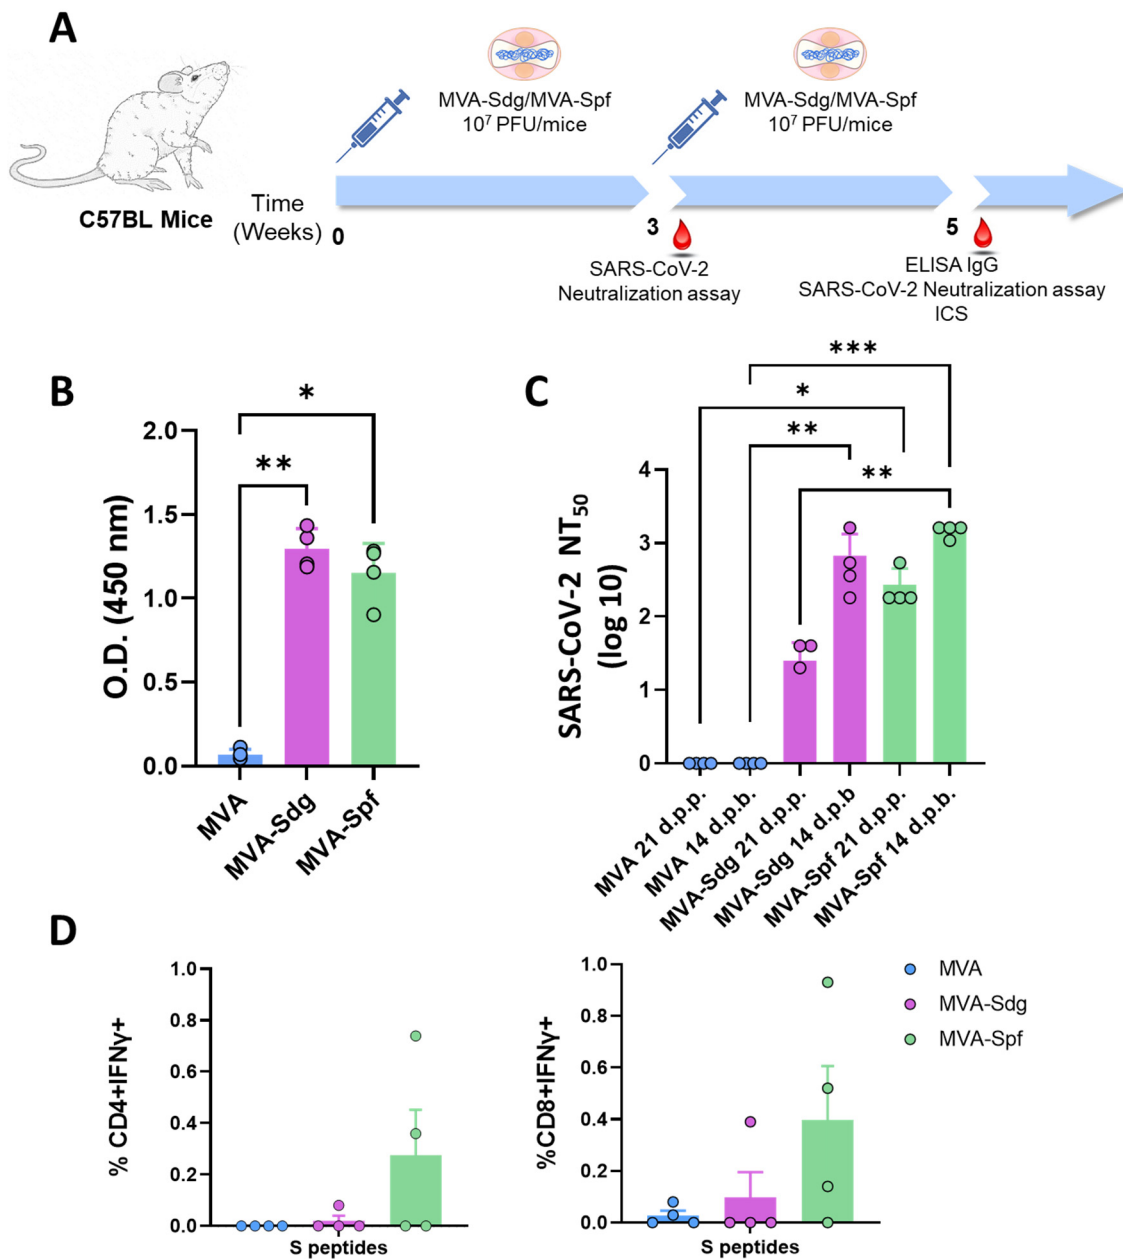 A
MVA-Sdg/MVA-Spf
10⁷ PFU/mice
MVA-Sdg/MVA-Spf
10⁷ PFU/mice
C57BL Mice
Time
(Weeks)
0
3
5
SARS-CoV-2
Neutralization assay
ELISA IgG
SARS-CoV-2 Neutralization assay
ICS
B
*
**
2.0
1.5
1.0
0.5
0.0
O.D. (450 nm)
MVA
MVA-Sdg
MVA-Spf
C
***
*
**
**
4
3
2
1
0
SARS-CoV-2 NT₅₀
(log 10)
MVA 21 d.p.p.
MVA 14 d.p.b.
MVA-Sdg 21 d.p.p.
MVA-Sdg 14 d.p.b
MVA-Spf 21 d.p.p.
MVA-Spf 14 d.p.b.
D
1.0
0.8
0.6
0.4
0.2
0.0
% CD4+IFNγ+
S peptides
1.0
0.8
0.6
0.4
0.2
0.0
%CD8+IFNγ+
S peptides
MVA
MVA-Sdg
MVA-Spf